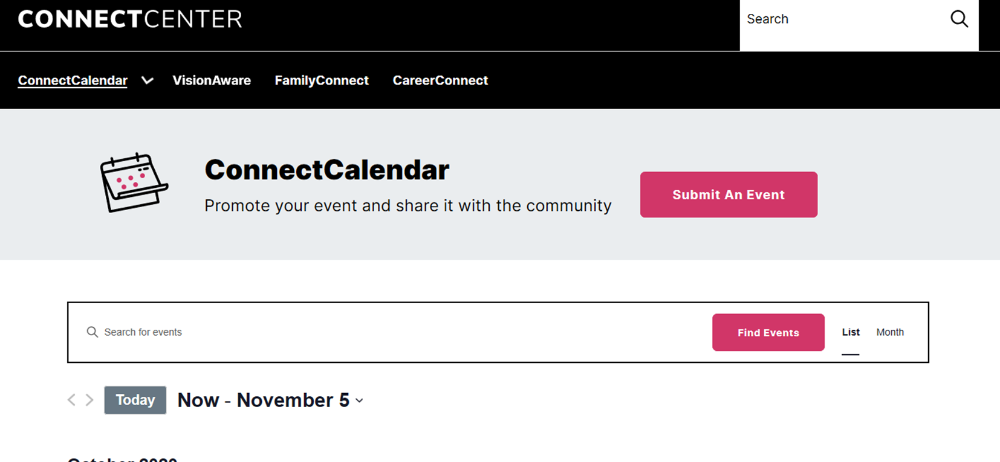 CONNECTCENTER
Search
ConnectCalendar VisionAware FamilyConnect CareerConnect
ConnectCalendar
Promote your event and share it with the community
Submit An Event
Search for events
Find Events
List Month
Today Now - November 5
October